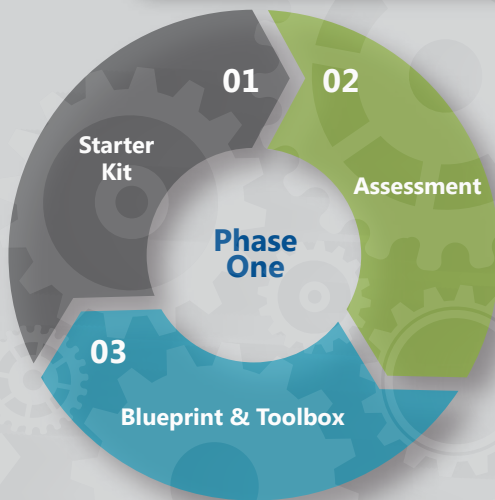 01
02
Starter
Kit
Assessment
Phase
One
03
Blueprint & Toolbox